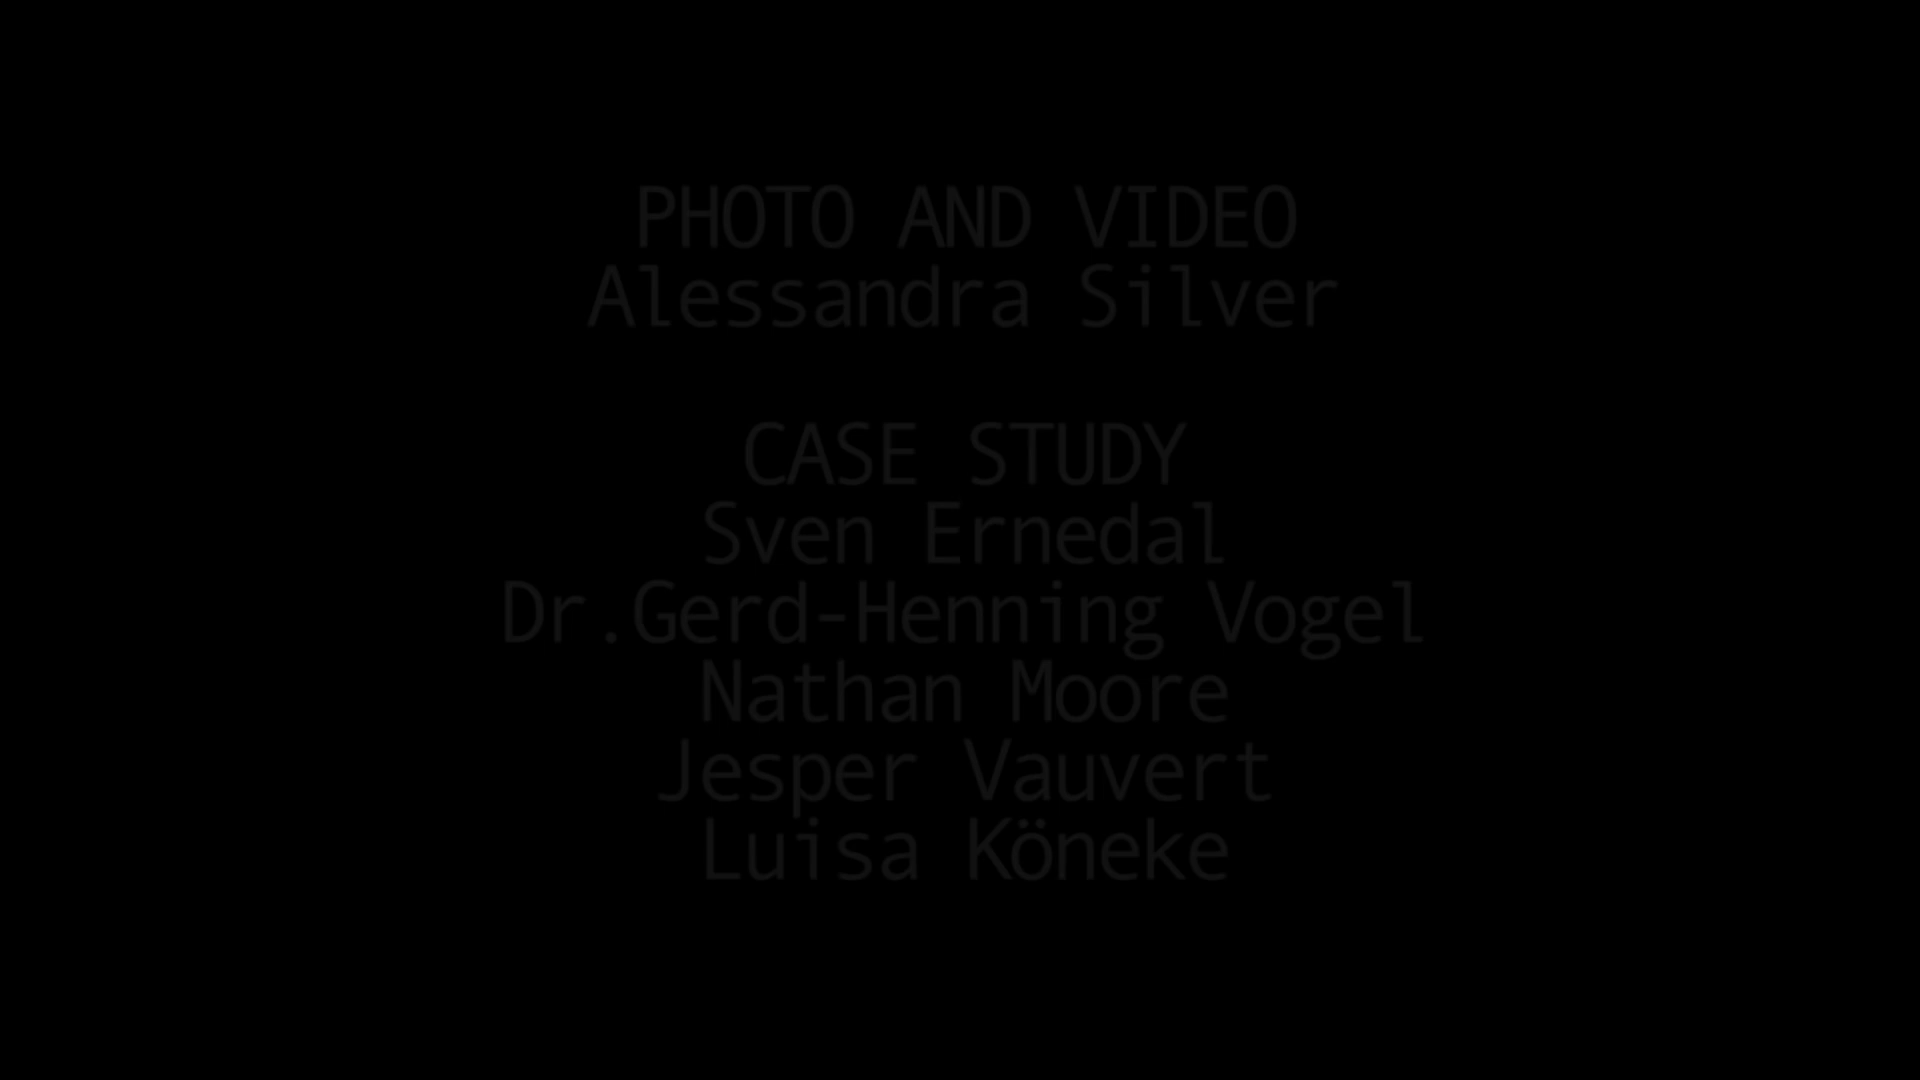 PHOTO AND VIDEO
Alessandra Silver
CASE STUDY
Sven Ernedal
Dr.Gerd-Henning Vogel
Nathan Moore
Jesper Vauvert
Luisa Köneke